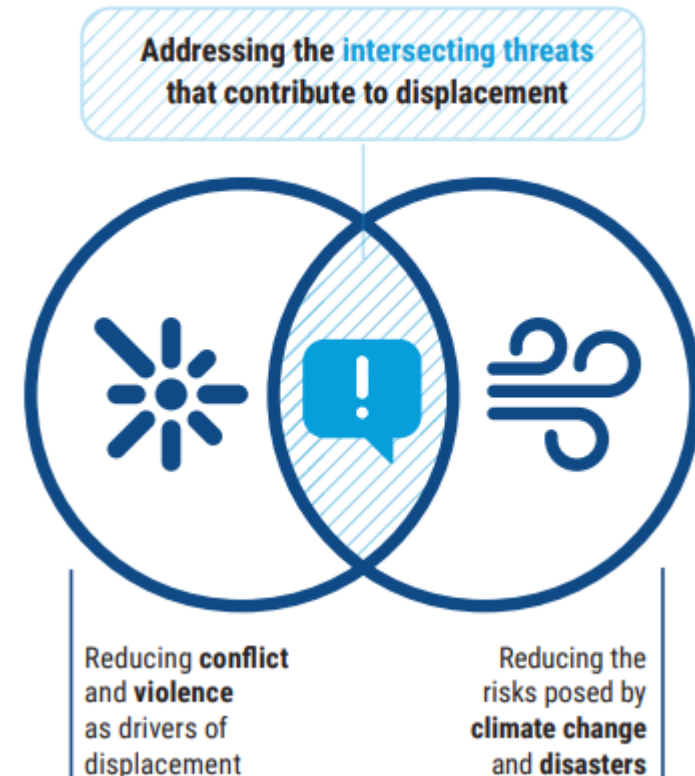 Addressing the intersecting threats
that contribute to displacement
!
Reducing conflict
and violence
as drivers of
displacement
Reducing the
risks posed by
climate change
and disasters